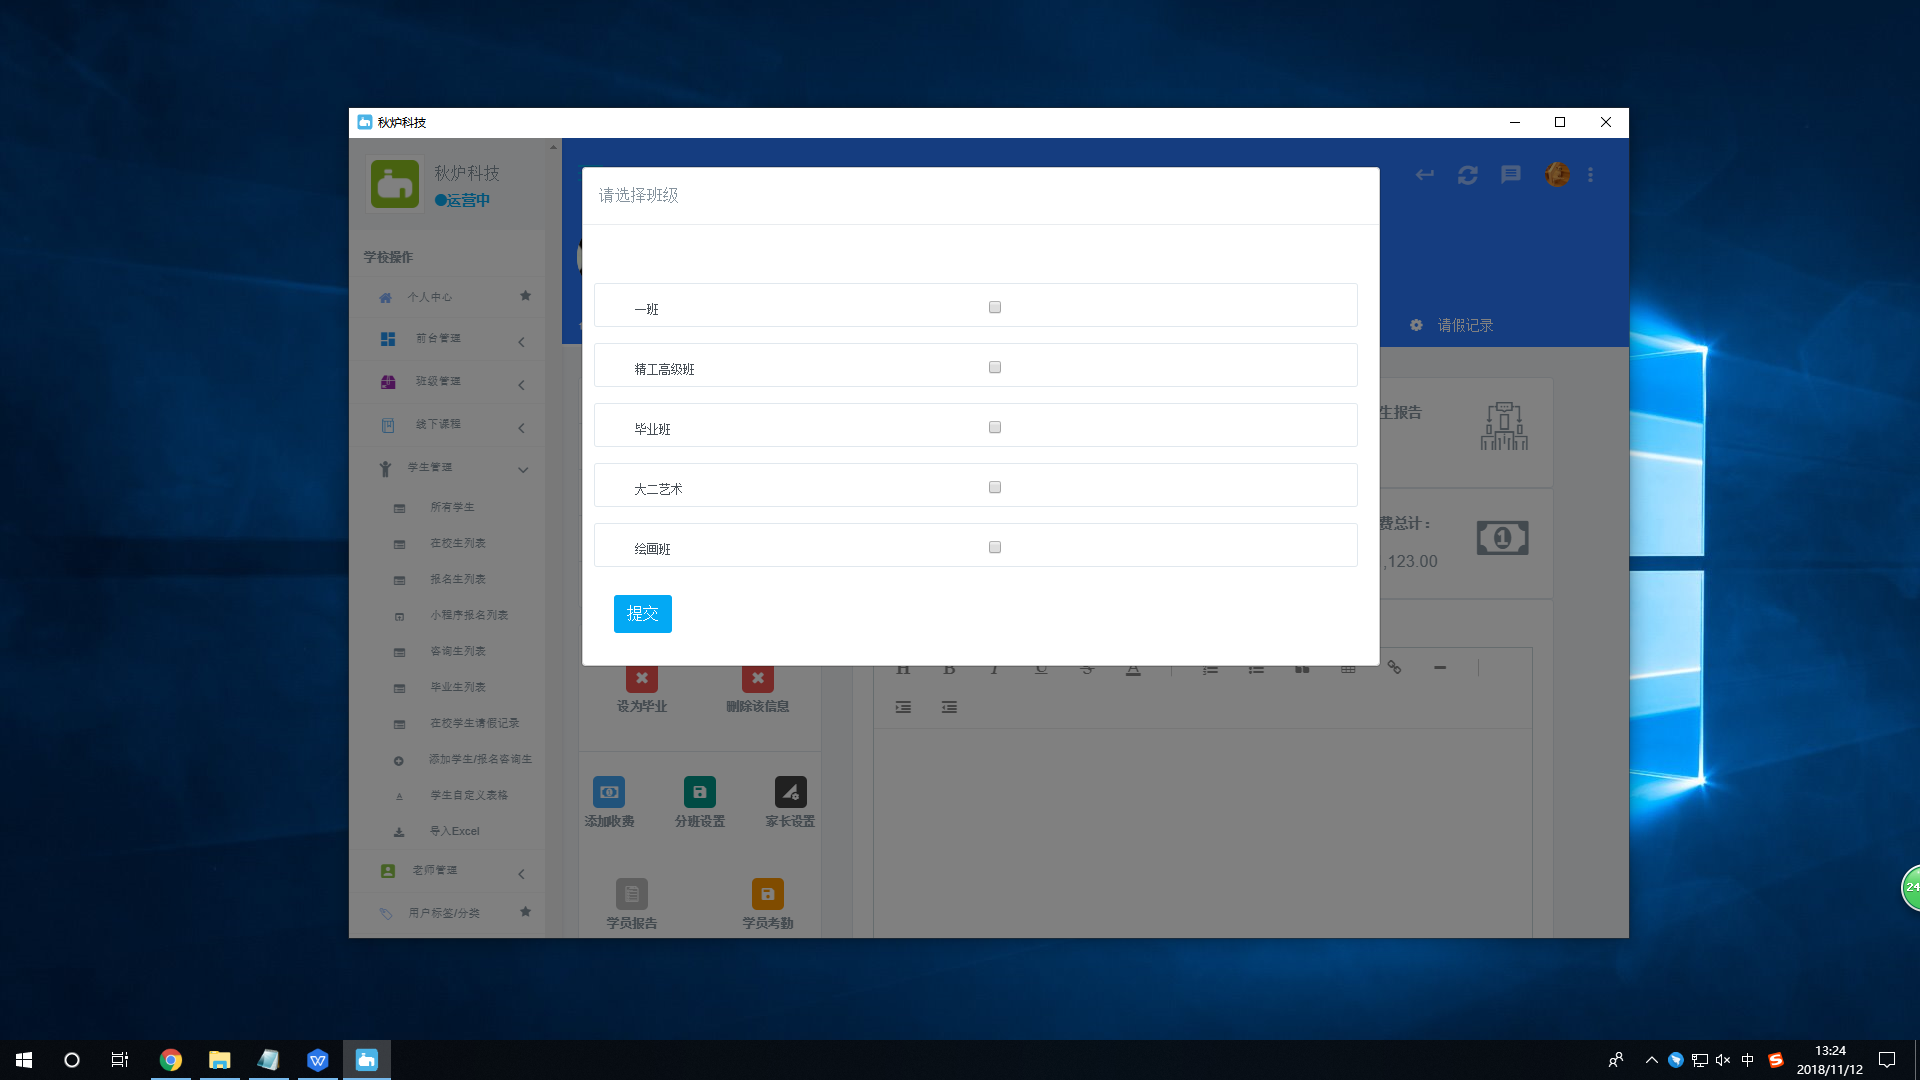 秋炉科技
秋炉科技
运营中
学校操作
个人中心
前台管理
班级管理
线下课程
学生管理
所有学生
在校生列表
报名生列表
小程序报名列表
咨询生列表
毕业生列表
在校学生请假记录
添加学生/报名咨询生
学生自定义表格
导入Excel
老师管理
用户标签/分类
请选择班级
一班
精工高级班
毕业班
大二艺术
绘画班
提交
请假记录
生报告
费总计：
,123.00
设为毕业
删除该信息
添加收费
分班设置
家长设置
学员报告
学员考勤
24
中
13:24
2018/11/12